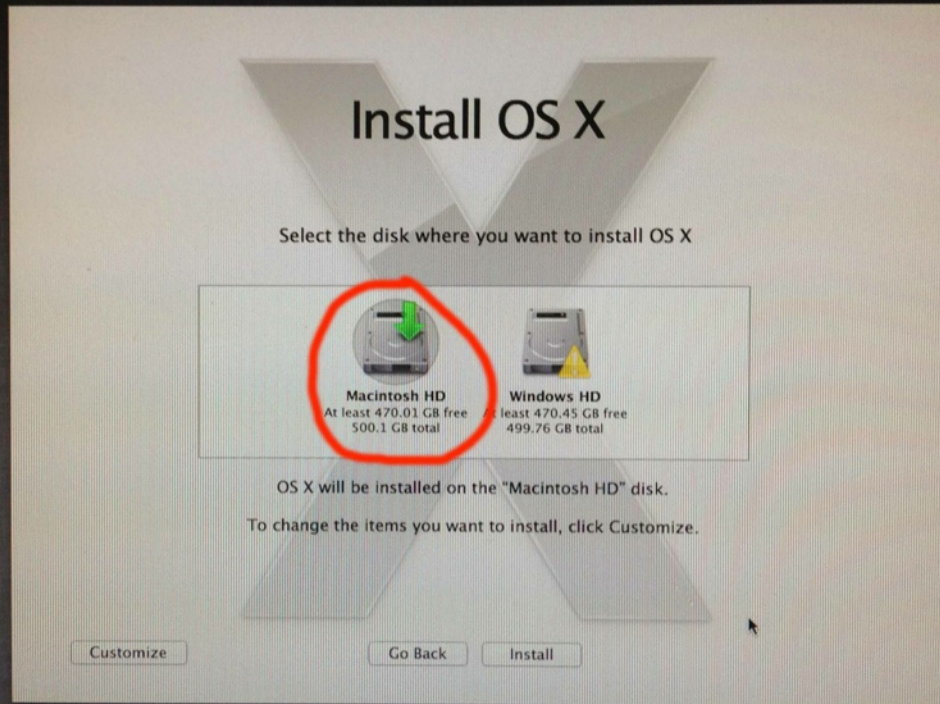 Install OS X
Select the disk where you want to install OS X
Macintosh HD
At least 470.01 GB free
500.1 GB total
Windows HD
At least 470.45 GB free
499.76 GB total
OS X will be installed on the "Macintosh HD" disk.
To change the items you want to install, click Customize.
Customize
Go Back
Install